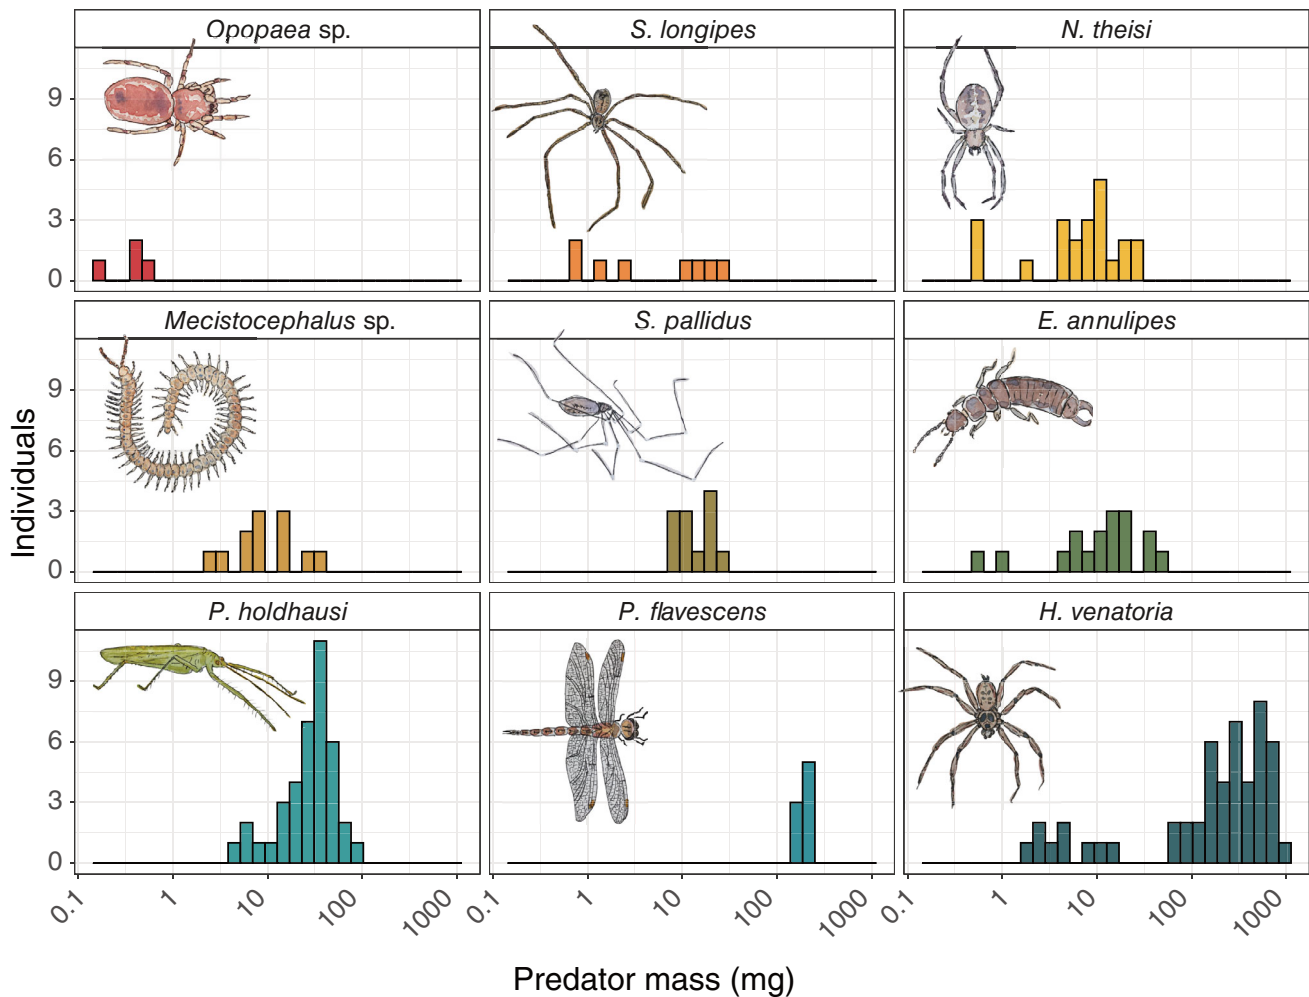 Opopaea sp.
S. longipes
N. theisi
9
6
3
0
Mecistocephalus sp.
S. pallidus
E. annulipes
9
6
3
0
Individuals
P. holdhausi
P. flavescens
H. venatoria
9
6
3
0
0.1 1 10 100 1000
0.1 1 10 100 1000
0.1 1 10 100 1000
Predator mass (mg)